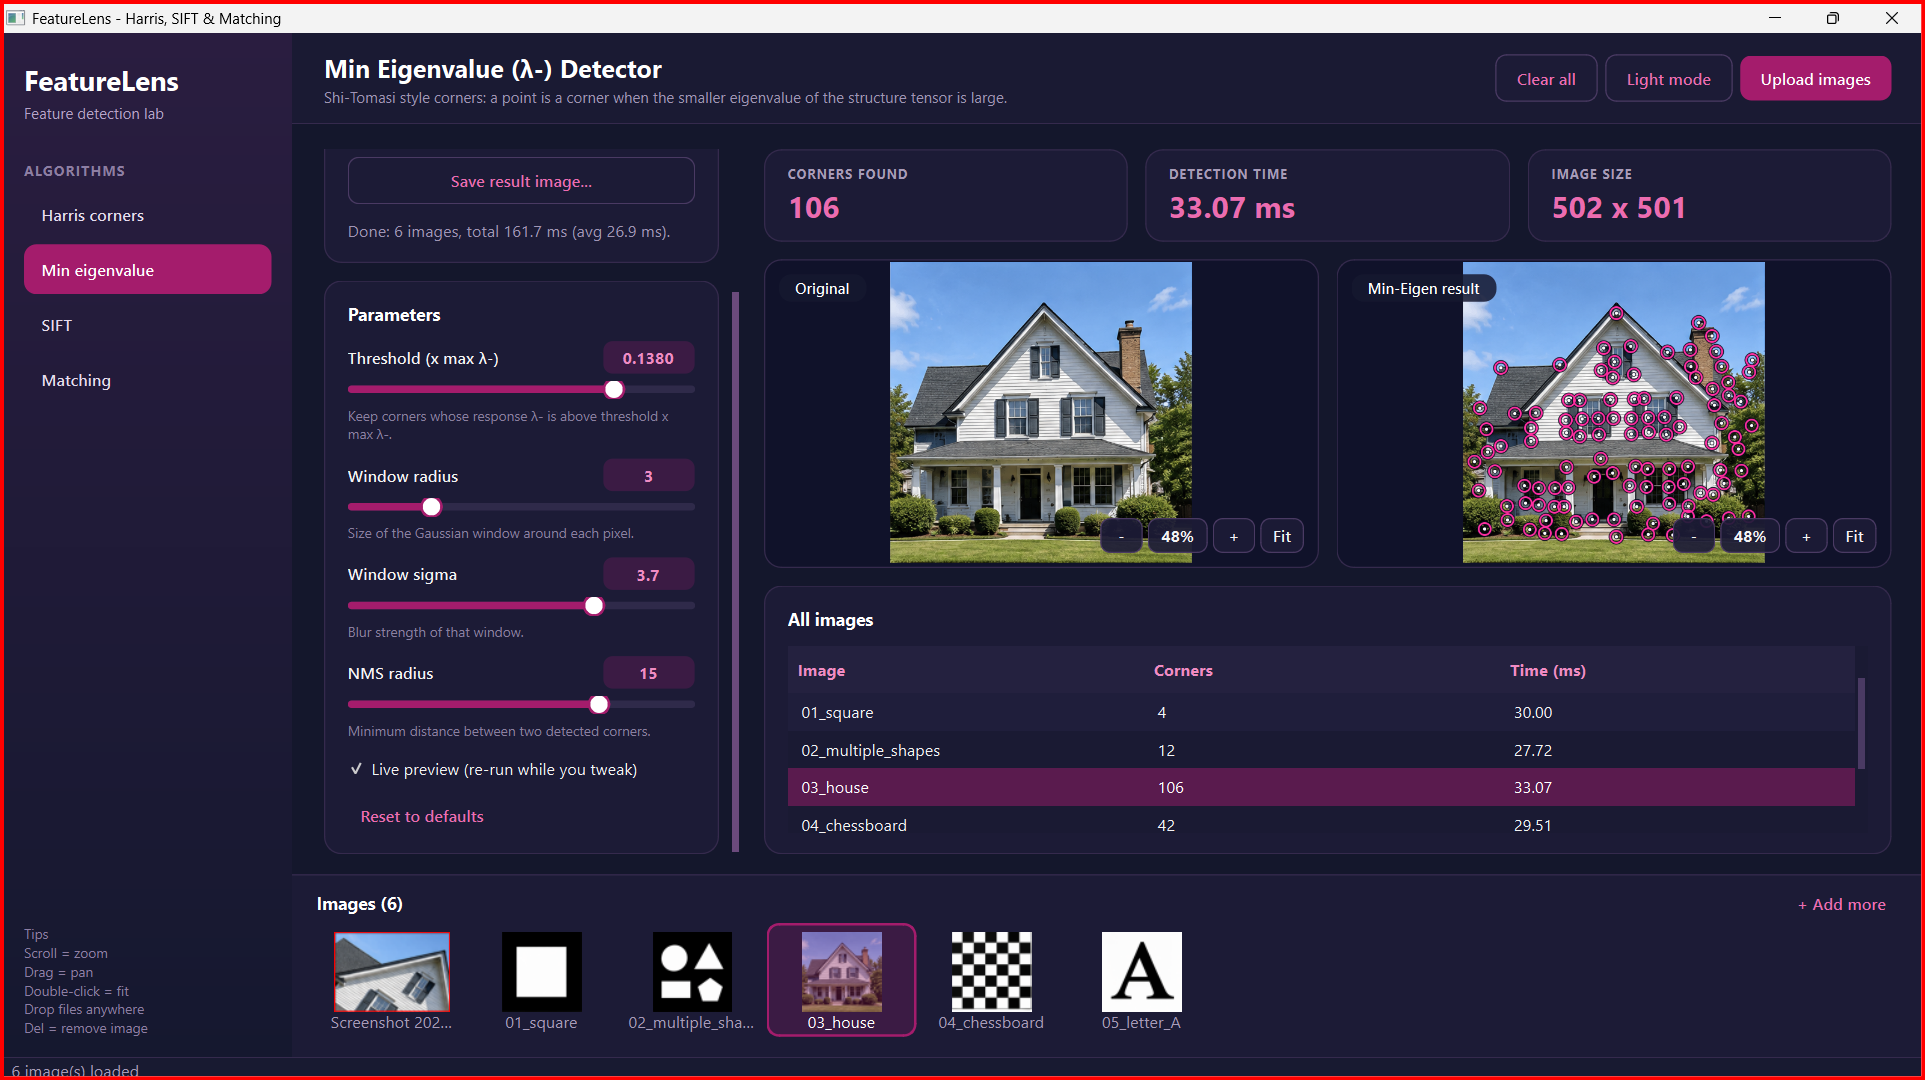 FeatureLens - Harris, SIFT & Matching
FeatureLens
Feature detection lab
ALGORITHMS
Harris corners
Min eigenvalue
SIFT
Matching
Tips
Scroll = zoom
Drag = pan
Double-click = fit
Drop files anywhere
Del = remove image
Min Eigenvalue (λ-) Detector
Shi-Tomasi style corners: a point is a corner when the smaller eigenvalue of the structure tensor is large.
Clear all
Light mode
Upload images
Save result image...
Done: 6 images, total 161.7 ms (avg 26.9 ms).
Parameters
Threshold (x max λ-) 0.1380
Keep corners whose response λ- is above threshold x
max λ-.
Window radius 3
Size of the Gaussian window around each pixel.
Window sigma 3.7
Blur strength of that window.
NMS radius 15
Minimum distance between two detected corners.
✓ Live preview (re-run while you tweak)
Reset to defaults
CORNERS FOUND
106
DETECTION TIME
33.07 ms
IMAGE SIZE
502 x 501
Original
- 48% + Fit
Min-Eigen result
- 48% + Fit
All images
Image Corners Time (ms)
01_square 4 30.00
02_multiple_shapes 12 27.72
03_house 106 33.07
04_chessboard 42 29.51
Images (6)
+ Add more
A
Screenshot 202... 01_square 02_multiple_sha... 03_house 04_chessboard 05_letter_A
6 image(s) loaded